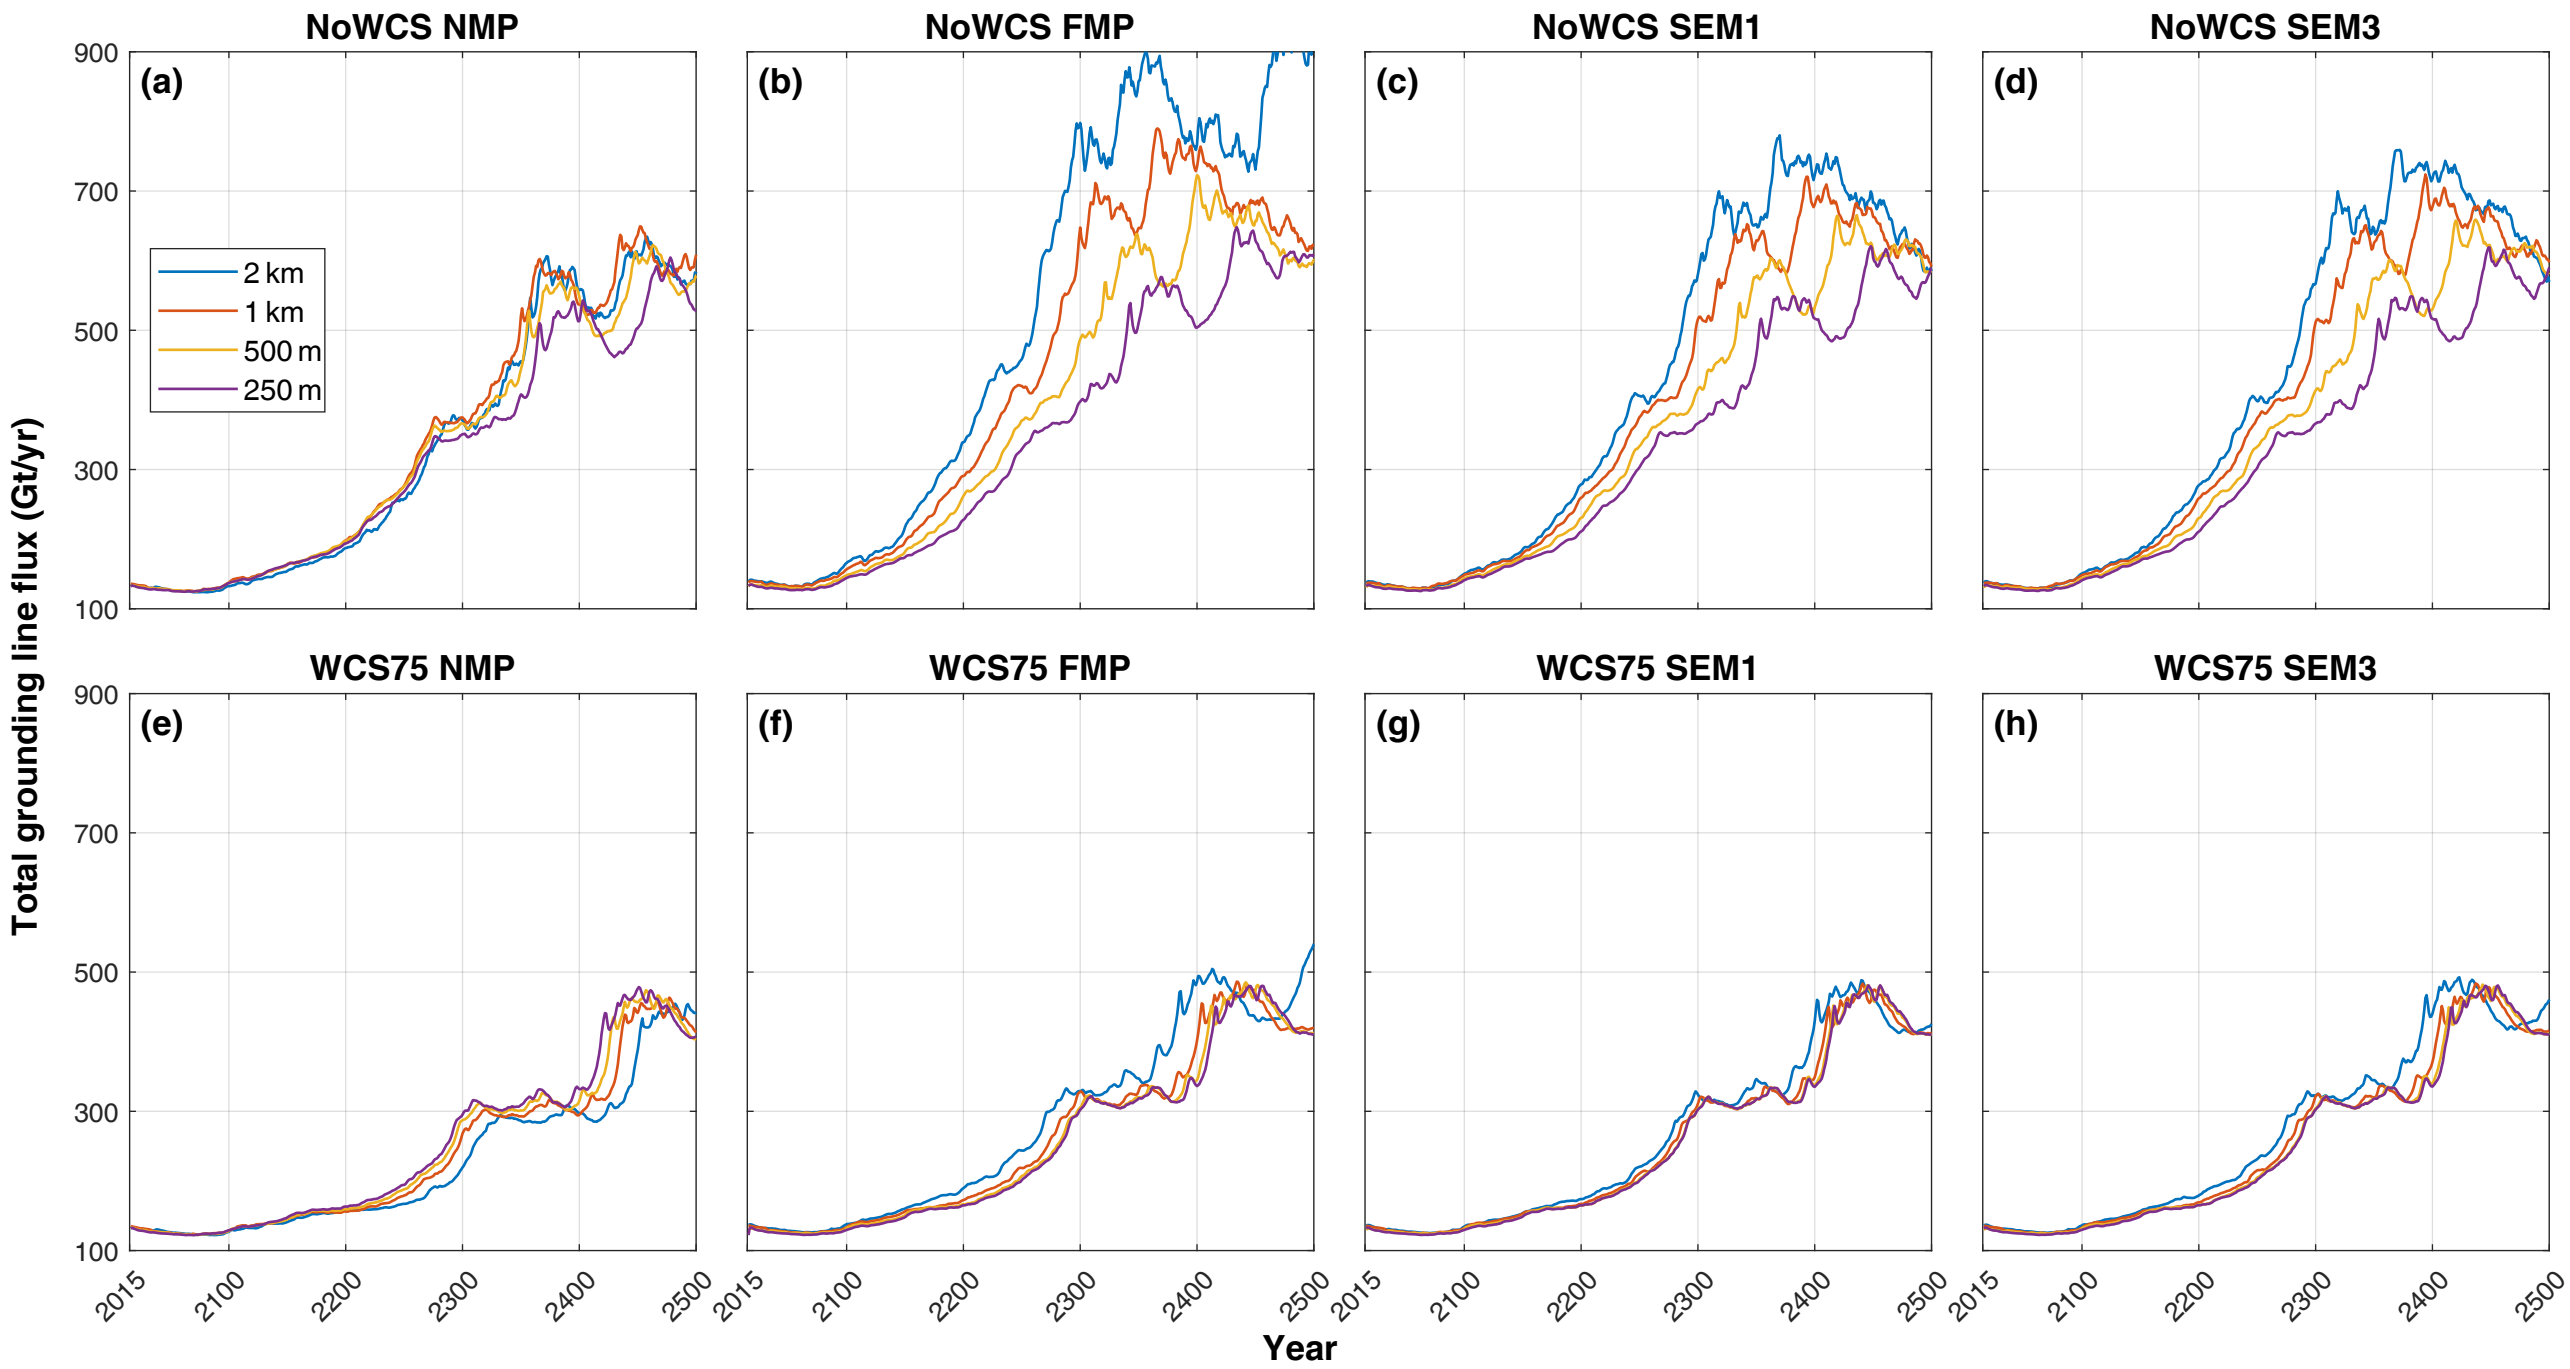 NoWCS NMP
NoWCS FMP
NoWCS SEM1
NoWCS SEM3
(a)
(b)
(c)
(d)
900
700
500
300
100
2 km
1 km
500 m
250 m
Total grounding line flux (Gt/yr)
WCS75 NMP
WCS75 FMP
WCS75 SEM1
WCS75 SEM3
(e)
(f)
(g)
(h)
900
700
500
300
100
2015 2100 2200 2300 2400 2500
2015 2100 2200 2300 2400 2500
2015 2100 2200 2300 2400 2500
2015 2100 2200 2300 2400 2500
Year